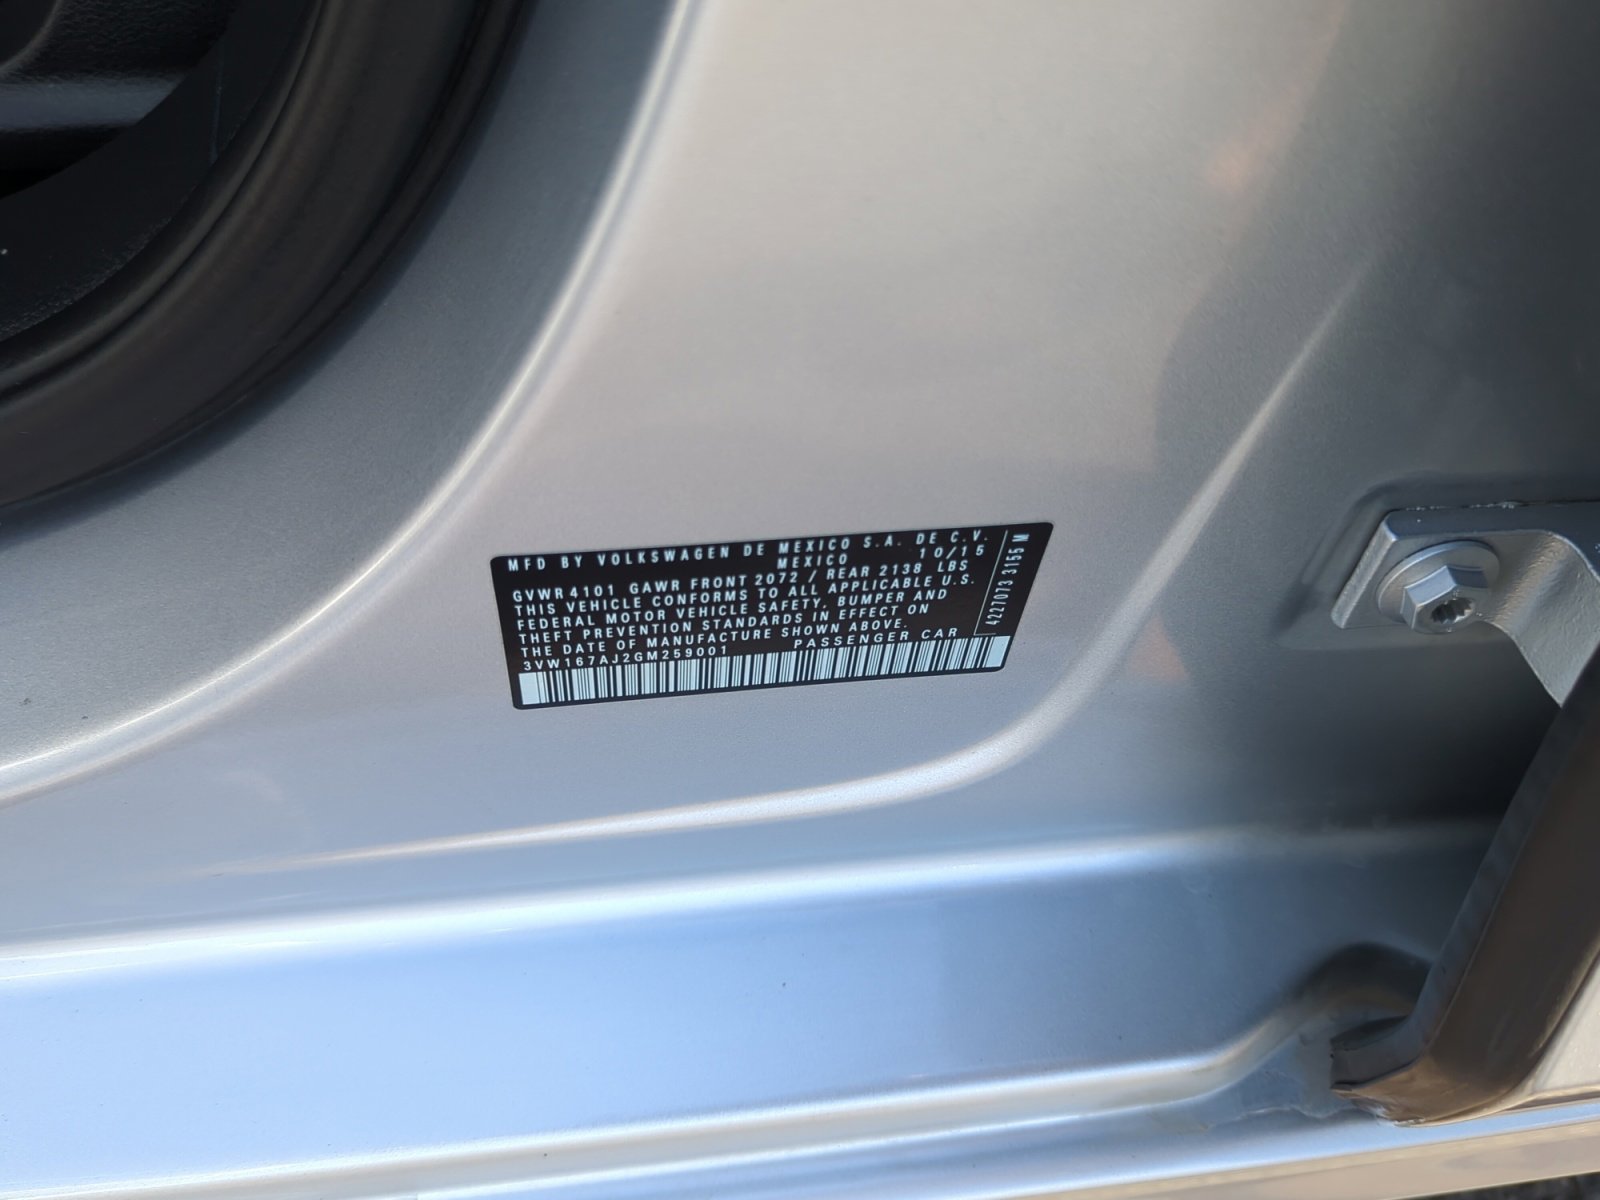 MFD BY VOLKSWAGEN DE MEXICO S.A. DE C.V.
MEXICO 10/15
GVWR 4101 GAWR FRONT 2072 / REAR 2138 LBS
THIS VEHICLE CONFORMS TO ALL APPLICABLE U.S.
FEDERAL MOTOR VEHICLE SAFETY, BUMPER AND
THEFT PREVENTION STANDARDS IN EFFECT ON
THE DATE OF MANUFACTURE SHOWN ABOVE.
3VW167AJ2GM259001 PASSENGER CAR
4227073 3155 M